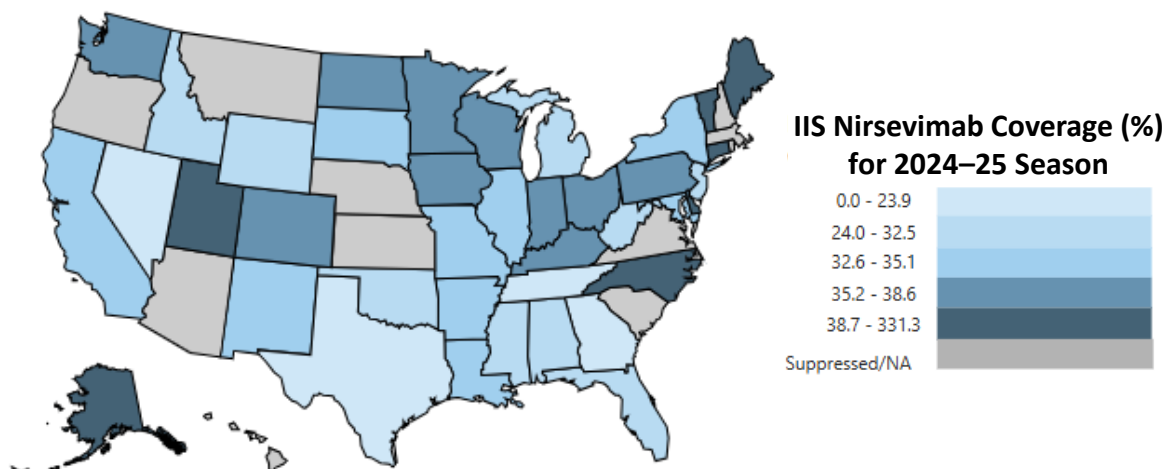 IIS Nirsevimab Coverage (%)
for 2024–25 Season
0.0 - 23.9
24.0 - 32.5
32.6 - 35.1
35.2 - 38.6
38.7 - 331.3
Suppressed/NA